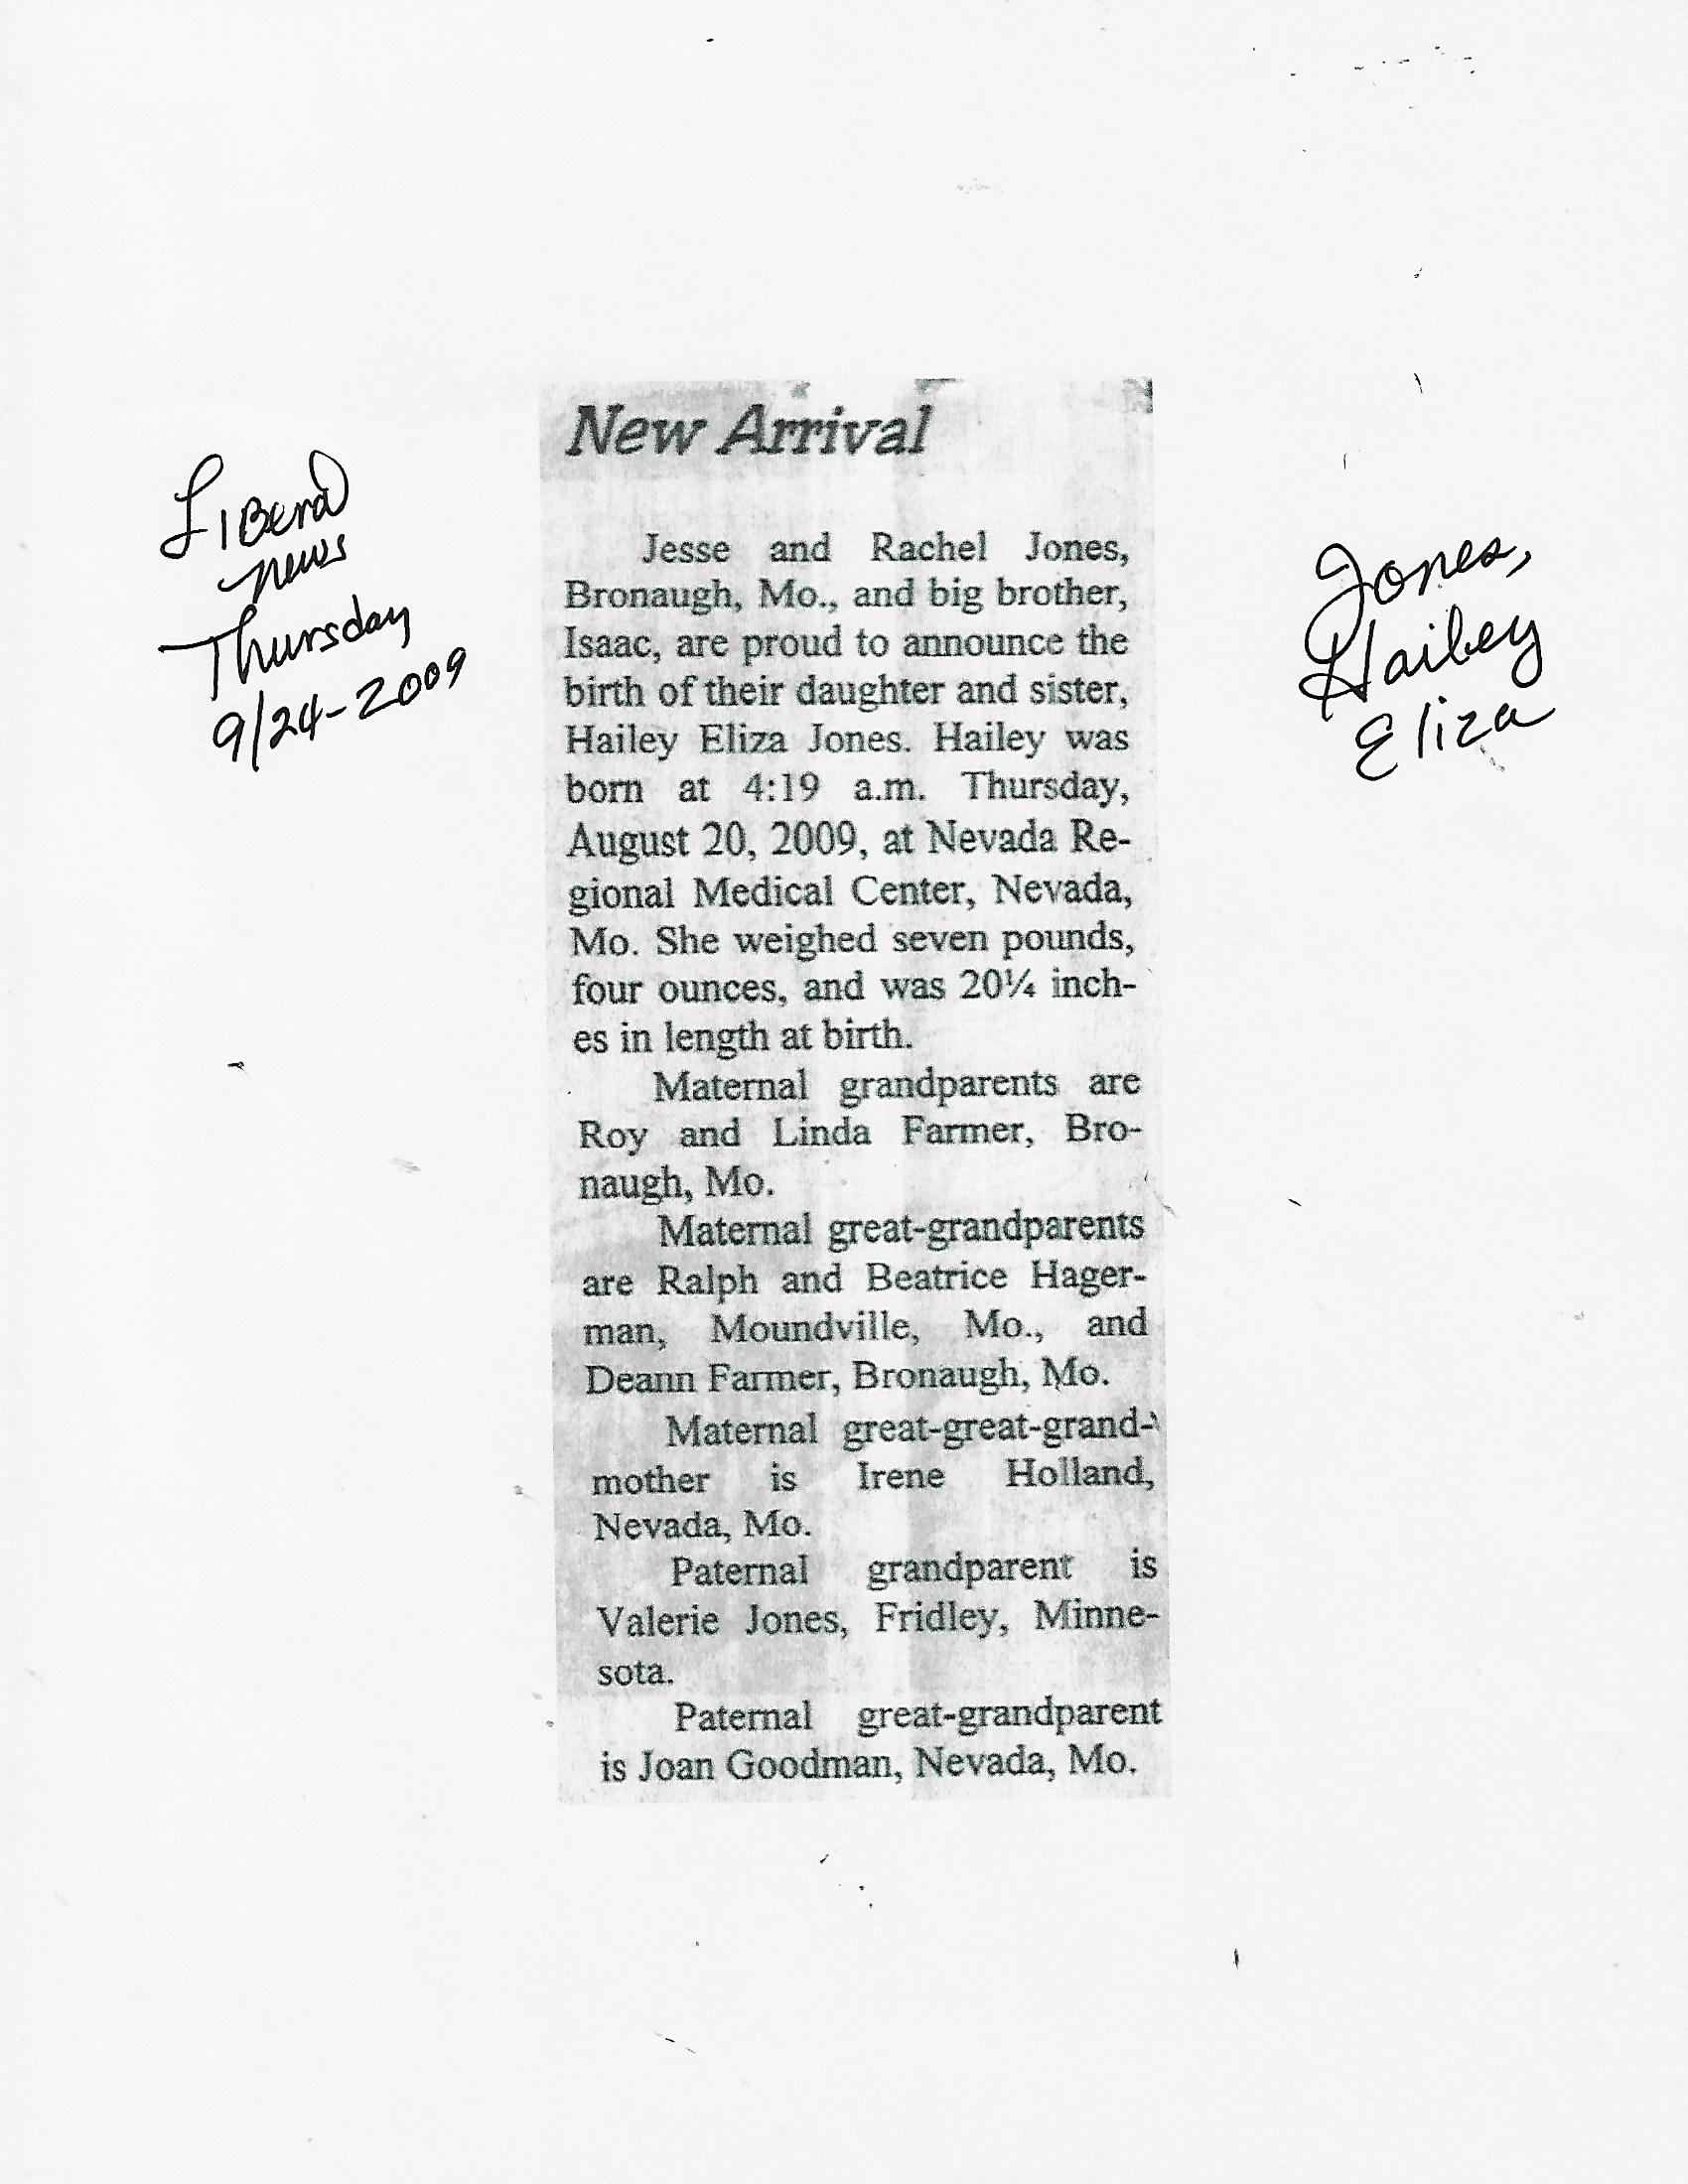 Liberal
news
Thursday
9/24-2009
New Arrival
Jesse and Rachel Jones,
Bronaugh, Mo., and big brother,
Isaac, are proud to announce the
birth of their daughter and sister,
Hailey Eliza Jones. Hailey was
born at 4:19 a.m. Thursday,
August 20, 2009, at Nevada Re-
gional Medical Center, Nevada,
Mo. She weighed seven pounds,
four ounces, and was 20¼ inch-
es in length at birth.
Maternal grandparents are
Roy and Linda Farmer, Bro-
naugh, Mo.
Maternal great-grandparents
are Ralph and Beatrice Hager-
man, Moundville, Mo., and
Deann Farmer, Bronaugh, Mo.
Maternal great-great-grand-
mother is Irene Holland,
Nevada, Mo.
Paternal grandparent is
Valerie Jones, Fridley, Minne-
sota.
Paternal great-grandparent
is Joan Goodman, Nevada, Mo.
Jones,
Hailey
Eliza